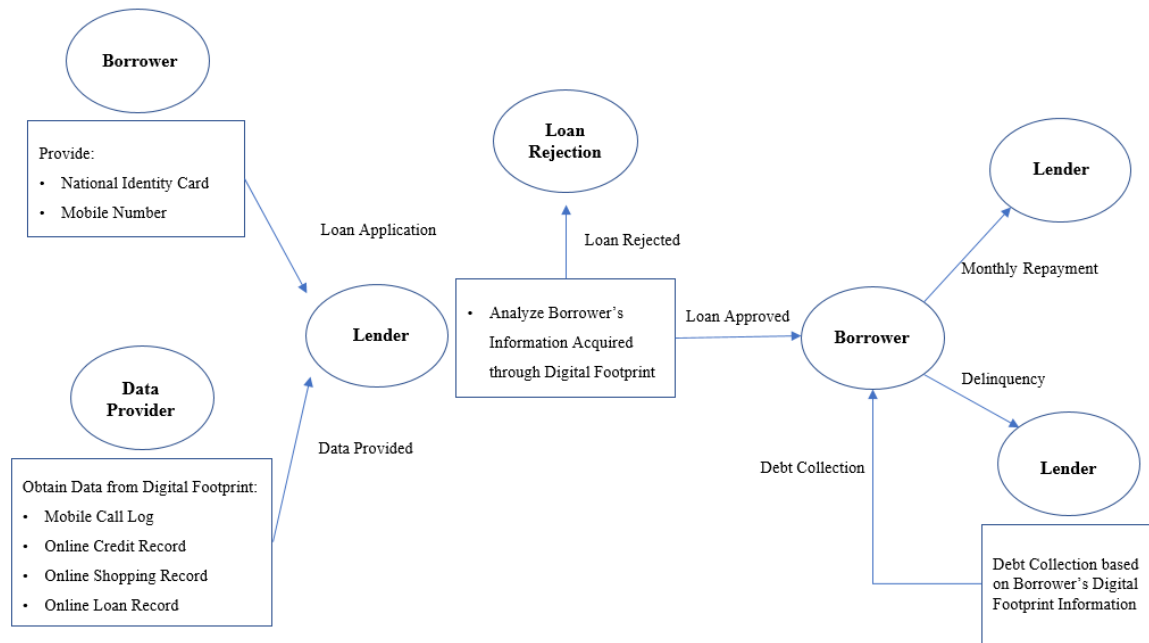 Borrower
Provide:
• National Identity Card
• Mobile Number
Loan Application
Data
Provider
Obtain Data from Digital Footprint:
• Mobile Call Log
• Online Credit Record
• Online Shopping Record
• Online Loan Record
Data Provided
Lender
Loan
Rejection
Loan Rejected
• Analyze Borrower’s
Information Acquired
through Digital Footprint
Loan Approved
Borrower
Monthly Repayment
Lender
Delinquency
Lender
Debt Collection
Debt Collection based
on Borrower’s Digital
Footprint Information